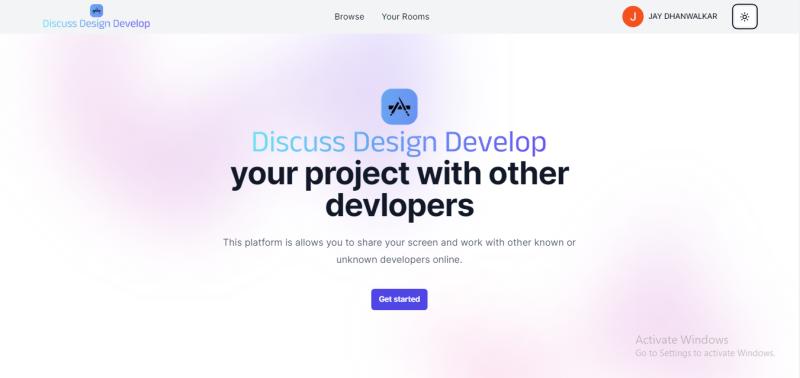 Discuss Design Develop
Browse
Your Rooms
J
JAY DHANWALKAR
Discuss Design Develop
your project with other
devlopers
This platform is allows you to share your screen and work with other known or
unknown developers online.
Get started
Activate Windows
Go to Settings to activate Windows.